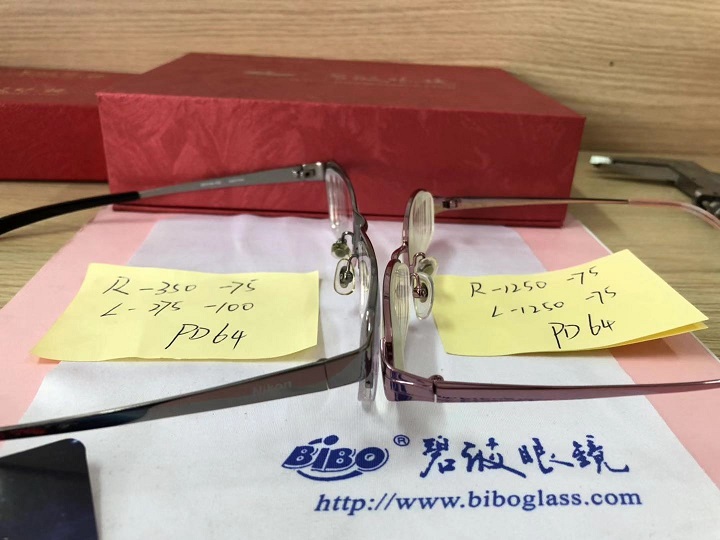 R -350 -75
L -375 -100
PD64
R -1250 -75
L -1250 -75
PD64
BiBO® 碧波眼镜
http://www.biboglass.com